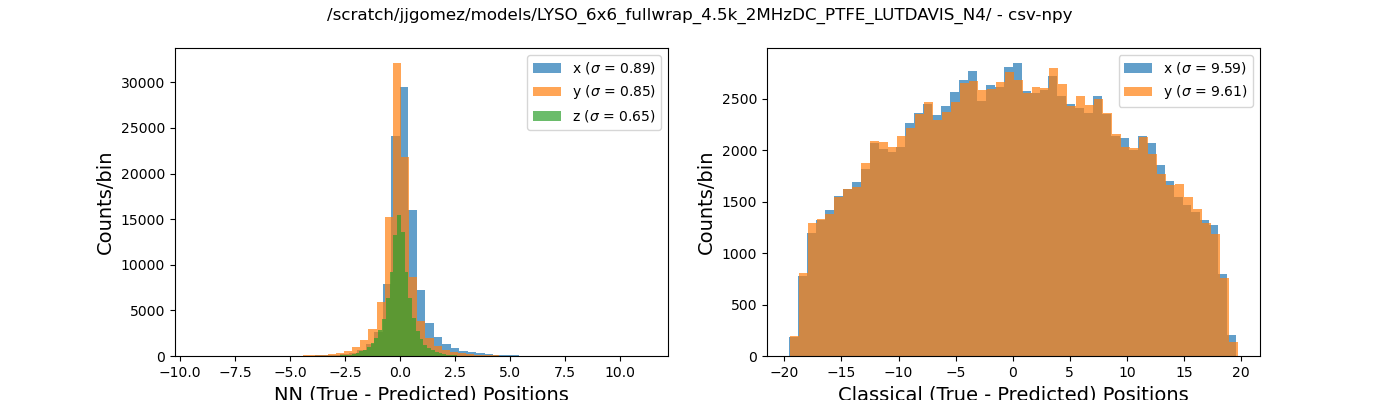 /scratch/jjgomez/models/LYSO_6x6_fullwrap_4.5k_2MHzDC_PTFE_LUTDAVIS_N4/ - csv-npy
x (σ = 0.89)
y (σ = 0.85)
z (σ = 0.65)
30000
25000
20000
15000
10000
5000
0
Counts/bin
−10.0 −7.5 −5.0 −2.5 0.0 2.5 5.0 7.5 10.0
NN (True - Predicted) Positions
x (σ = 9.59)
y (σ = 9.61)
2500
2000
1500
1000
500
0
Counts/bin
−20 −15 −10 −5 0 5 10 15 20
Classical (True - Predicted) Positions